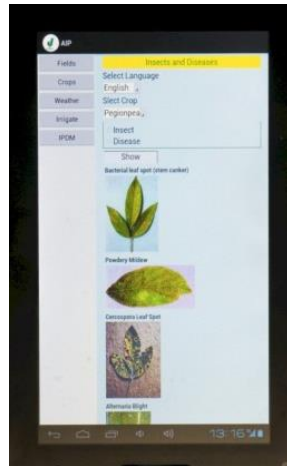 AIP
Fields
Crops
Weather
Irrigate
IPDM
Insects and Diseases
Select Language
English
Slect Crop
Pegionpea
Insect
Disease
Show
Bacterial leaf spot (stem canker)
Powdery Mildew
Cercospora Leaf Spot
Alternaria Blight
13:16